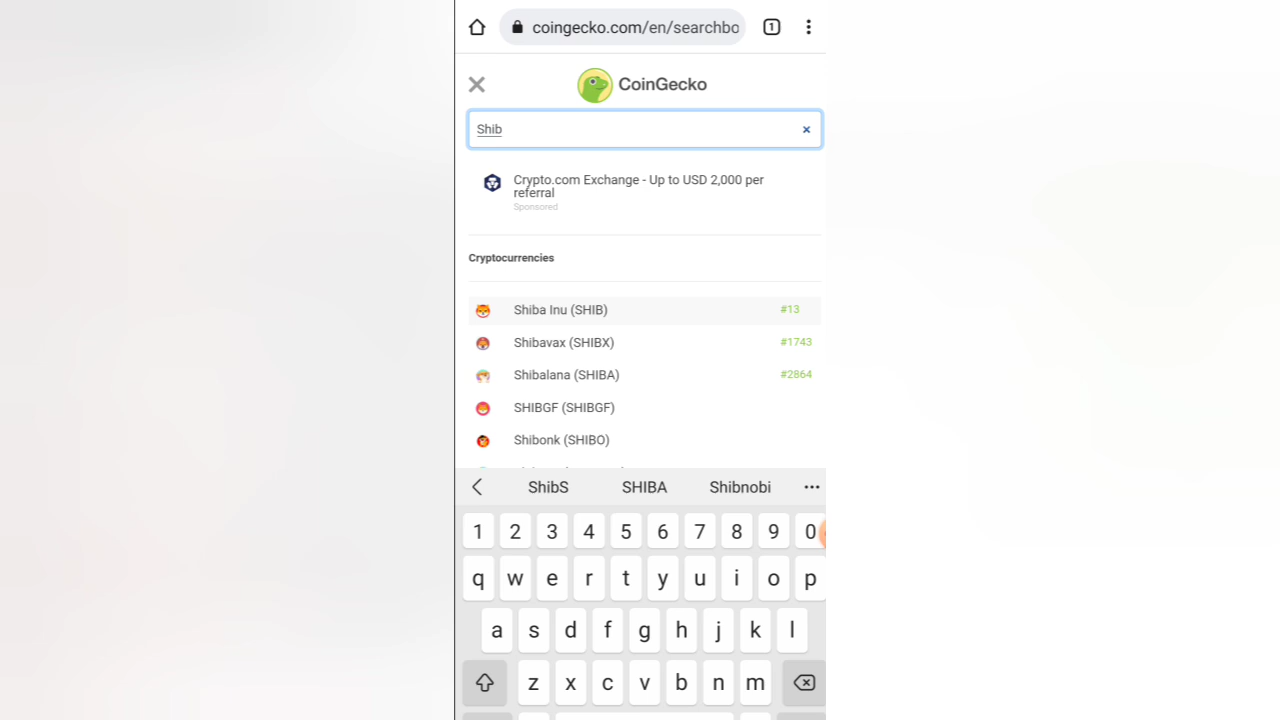 coingecko.com/en/searchbo
1
CoinGecko
Shib
Crypto.com Exchange - Up to USD 2,000 per
referral
Sponsored
Cryptocurrencies
Shiba Inu (SHIB) #13
Shibavax (SHIBX) #1743
Shibalana (SHIBA) #2864
SHIBGF (SHIBGF)
Shibonk (SHIBO)
ShibS SHIBA Shibnobi
1 2 3 4 5 6 7 8 9 0
q w e r t y u i o p
a s d f g h j k l
z x c v b n m